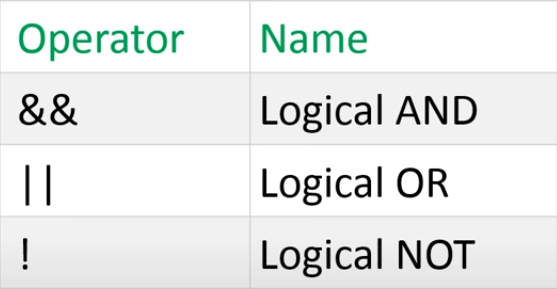 Operator Name
&& Logical AND
|| Logical OR
! Logical NOT